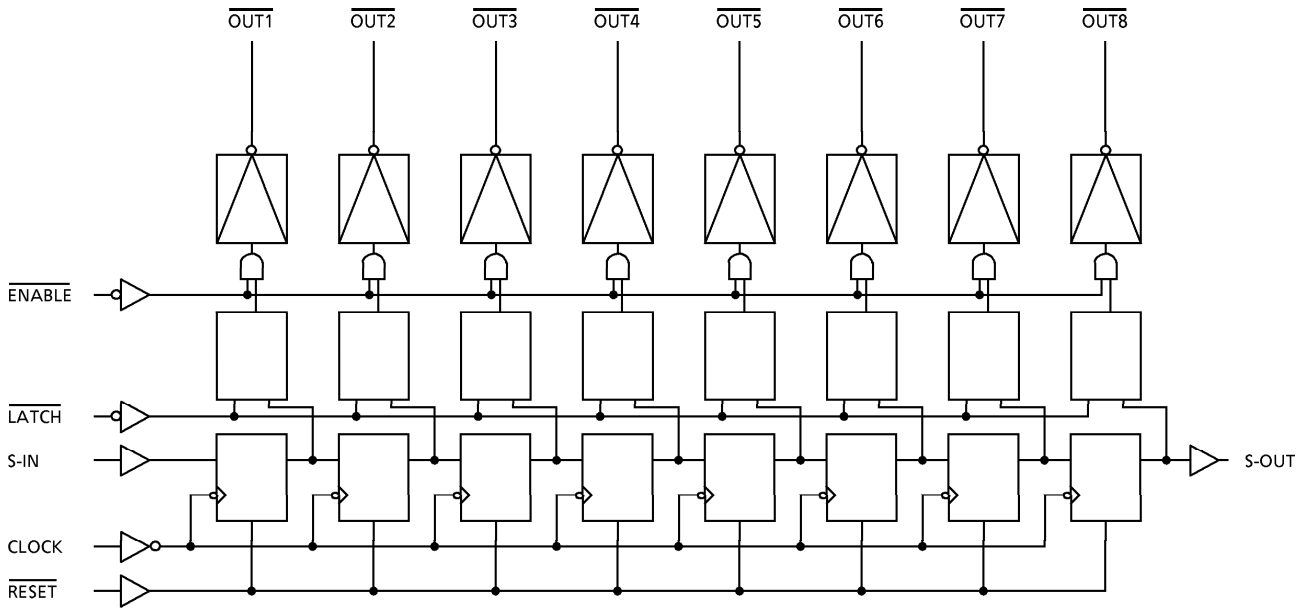 OUT1 OUT2 OUT3 OUT4 OUT5 OUT6 OUT7 OUT8
ENABLE
LATCH
S-IN
S-OUT
CLOCK
RESET